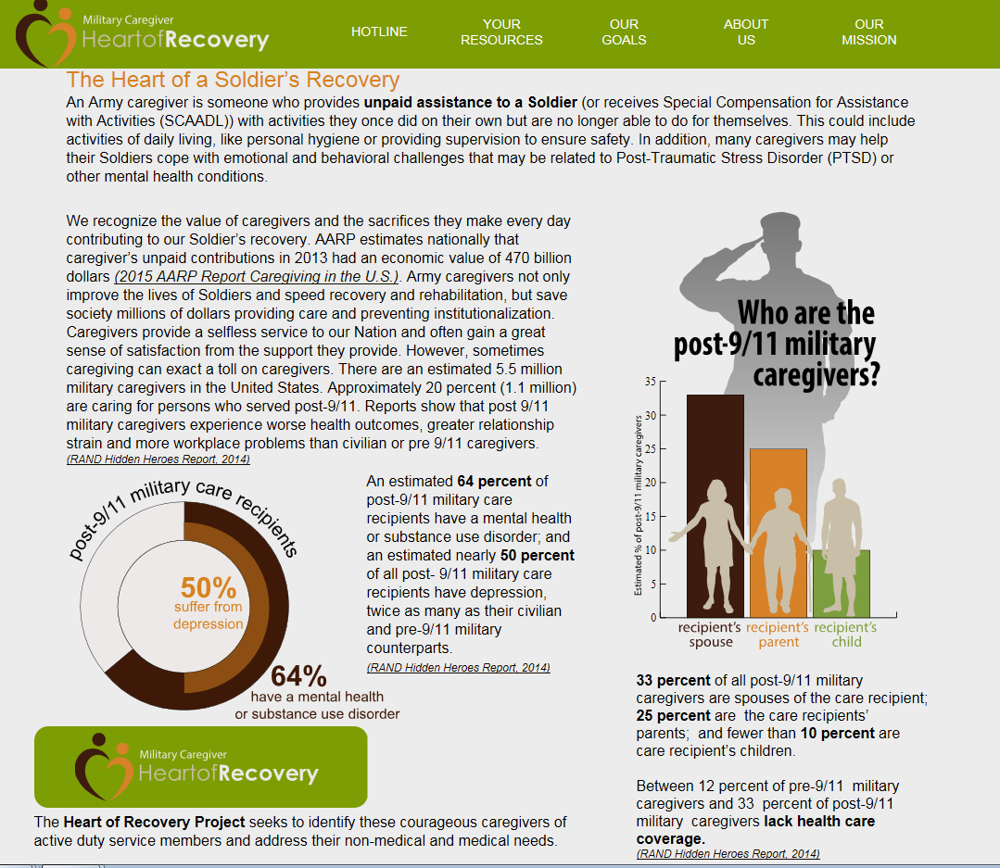 Military Caregiver
HeartofRecovery
HOTLINE
YOUR
RESOURCES
OUR
GOALS
ABOUT
US
OUR
MISSION
The Heart of a Soldier's Recovery
An Army caregiver is someone who provides unpaid assistance to a Soldier (or receives Special Compensation for Assistance
with Activities (SCAADL)) with activities they once did on their own but are no longer able to do for themselves. This could include
activities of daily living, like personal hygiene or providing supervision to ensure safety. In addition, many caregivers may help
their Soldiers cope with emotional and behavioral challenges that may be related to Post-Traumatic Stress Disorder (PTSD) or
other mental health conditions.
We recognize the value of caregivers and the sacrifices they make every day
contributing to our Soldier's recovery. AARP estimates nationally that
caregiver's unpaid contributions in 2013 had an economic value of 470 billion
dollars (2015 AARP Report Caregiving in the U.S.). Army caregivers not only
improve the lives of Soldiers and speed recovery and rehabilitation, but save
society millions of dollars providing care and preventing institutionalization.
Caregivers provide a selfless service to our Nation and often gain a great
sense of satisfaction from the support they provide. However, sometimes
caregiving can exact a toll on caregivers. There are an estimated 5.5 million
military caregivers in the United States. Approximately 20 percent (1.1 million)
are caring for persons who served post-9/11. Reports show that post 9/11
military caregivers experience worse health outcomes, greater relationship
strain and more workplace problems than civilian or pre 9/11 caregivers.
(RAND Hidden Heroes Report, 2014)
post-9/11 military care recipients
50%
suffer from
depression
64%
have a mental health
or substance use disorder
An estimated 64 percent of
post-9/11 military care
recipients have a mental health
or substance use disorder; and
an estimated nearly 50 percent
of all post- 9/11 military care
recipients have depression,
twice as many as their civilian
and pre-9/11 military
counterparts.
(RAND Hidden Heroes Report, 2014)
Military Caregiver
HeartofRecovery
The Heart of Recovery Project seeks to identify these courageous caregivers of
active duty service members and address their non-medical and medical needs.
Who are the
post-9/11 military
caregivers?
Estimated % of post-9/11 military caregivers
35
30
25
20
15
10
5
0
recipient's
spouse
recipient's
parent
recipient's
child
33 percent of all post-9/11 military
caregivers are spouses of the care recipient;
25 percent are the care recipients'
parents; and fewer than 10 percent are
care recipient's children.
Between 12 percent of pre-9/11 military
caregivers and 33 percent of post-9/11
military caregivers lack health care
coverage.
(RAND Hidden Heroes Report, 2014)